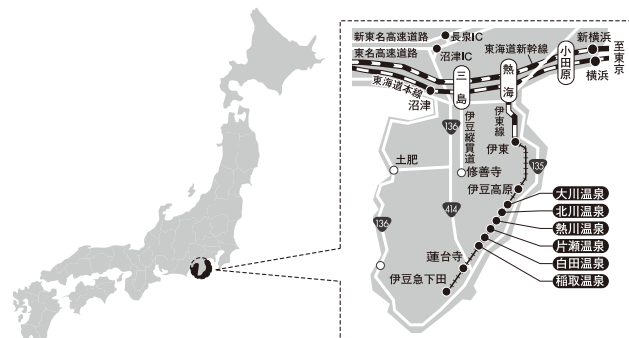 新東名高速道路
長泉IC
東名高速道路
沼津IC
東海道新幹線
新横浜
至東京
小田原
横浜
三島
熱海
東海道本線
沼津
136
伊豆縦貫道
伊東線
伊東
土肥
修善寺
135
伊豆高原
大川温泉
北川温泉
136
414
熱川温泉
片瀬温泉
蓮台寺
白田温泉
伊豆急下田
稲取温泉